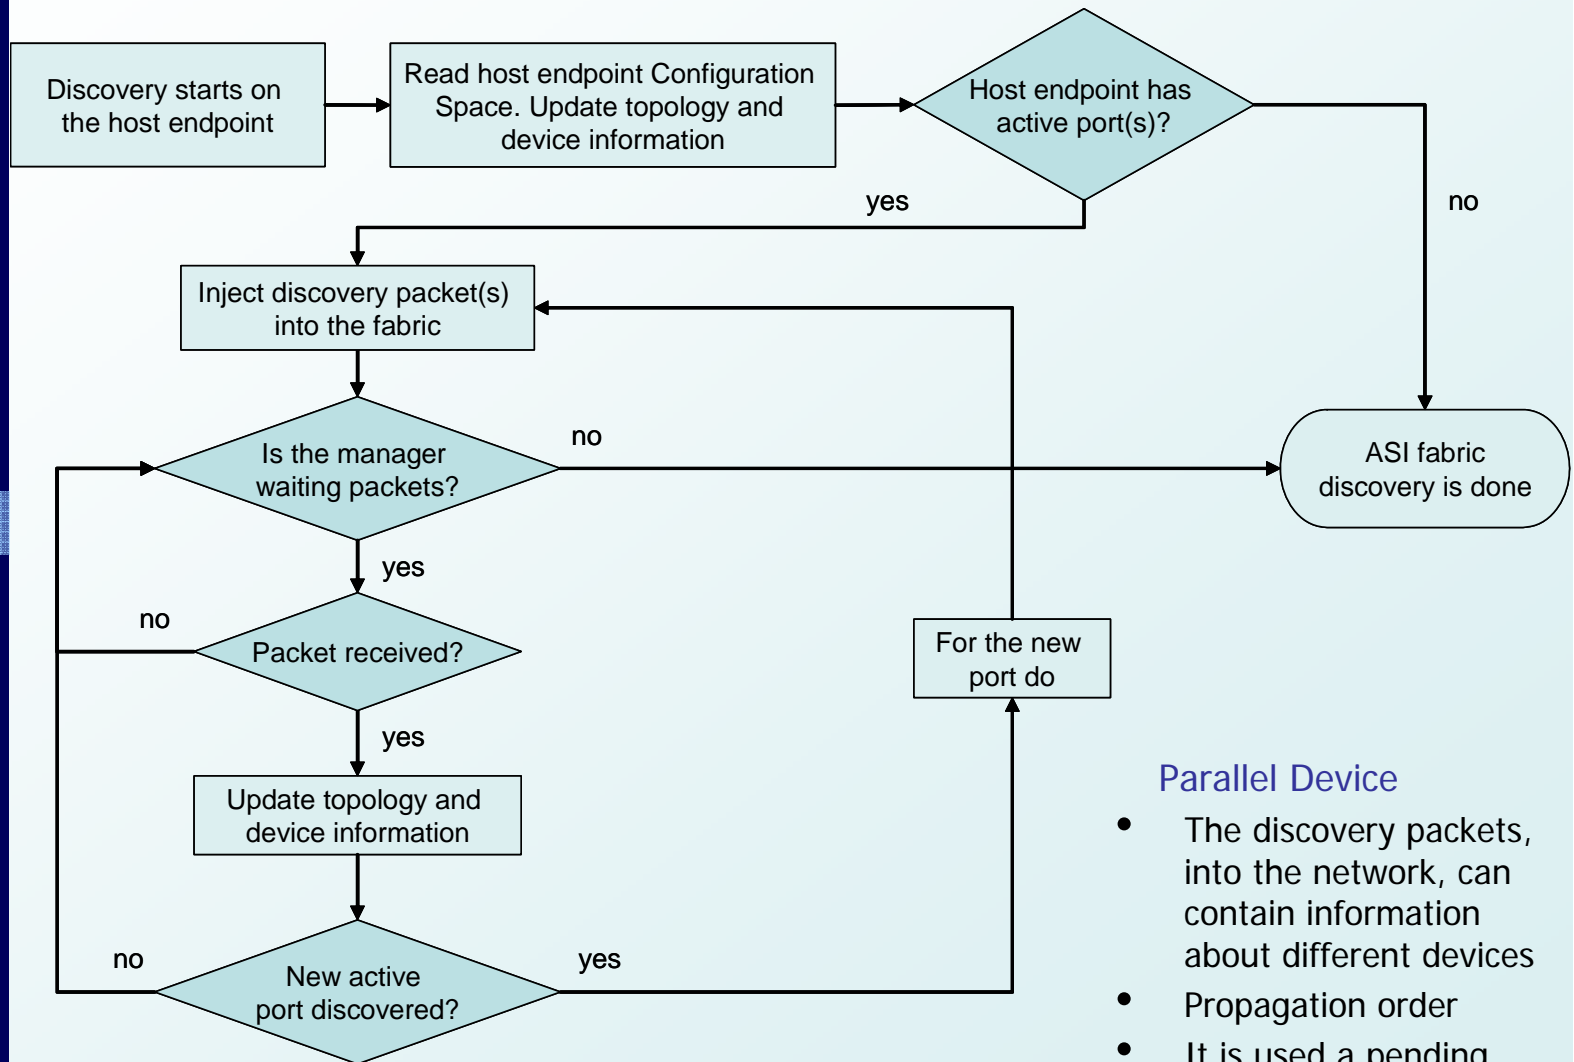 Discovery starts on
the host endpoint
Read host endpoint Configuration
Space. Update topology and
device information
Host endpoint has
active port(s)?
yes
no
Inject discovery packet(s)
into the fabric
Is the manager
waiting packets?
no
ASI fabric
discovery is done
yes
no
Packet received?
For the new
port do
yes
Update topology and
device information
no
New active
port discovered?
yes
Parallel Device
• The discovery packets,
into the network, can
contain information
about different devices
• Propagation order
• It is used a pending